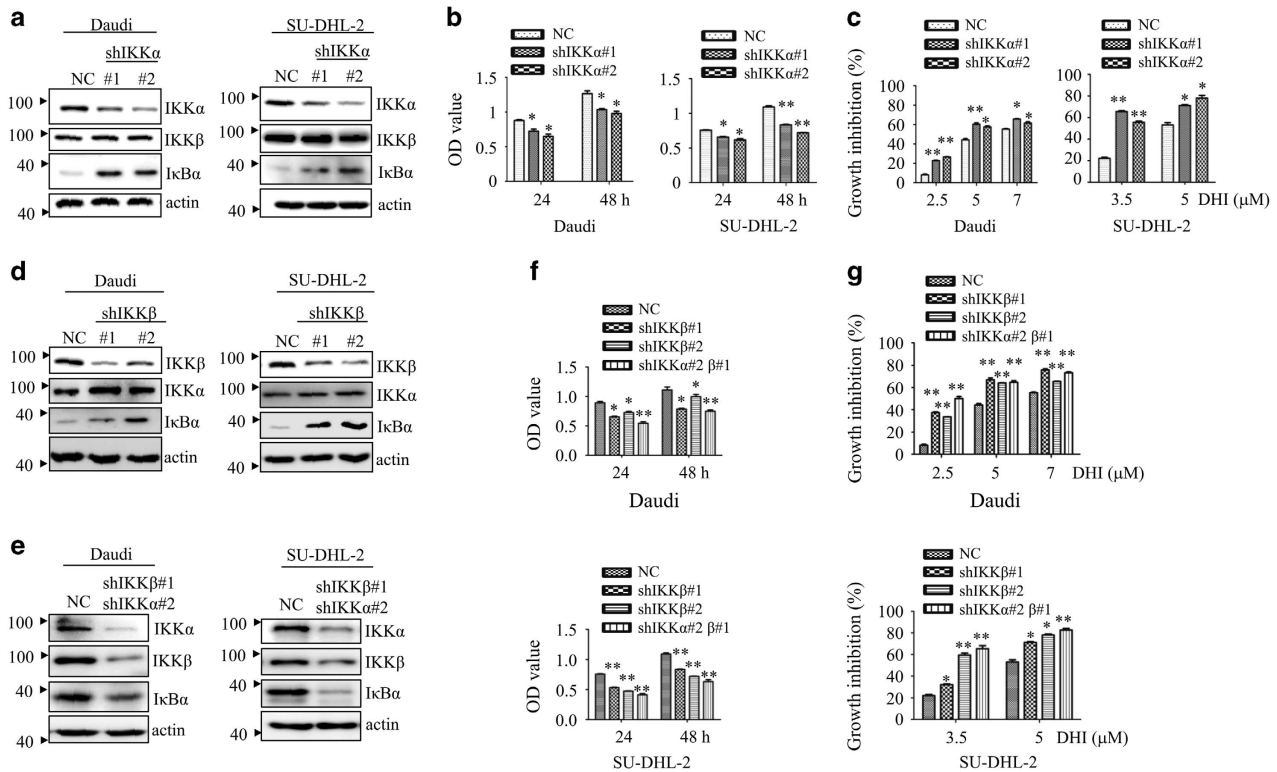 a
Daudi
shIKKα
NC #1 #2
100
IKKα
100
IKKβ
40
IκBα
40
actin
SU-DHL-2
shIKKα
NC #1 #2
100
IKKα
100
IKKβ
40
IκBα
40
actin
b
NC
shIKKα#1
shIKKα#2
OD value
1.5
1.0
0.5
0
* * * *
24 48 h
Daudi
NC
shIKKα#1
shIKKα#2
1.5
1.0
0.5
0
* * ** **
24 48 h
SU-DHL-2
c
NC
shIKKα#1
shIKKα#2
Growth inhibition (%)
100
80
60
40
20
0
** ** ** * *
2.5 5 7
Daudi
NC
shIKKα#1
shIKKα#2
100
80
60
40
20
0
** ** * *
3.5 5 DHI (μM)
SU-DHL-2
d
Daudi
shIKKβ
NC #1 #2
100
IKKβ
100
IKKα
40
IκBα
40
actin
SU-DHL-2
shIKKβ
NC #1 #2
100
IKKβ
100
IKKα
40
IκBα
40
actin
e
Daudi
shIKKβ#1
NC shIKKα#2
100
IKKα
100
IKKβ
40
IκBα
40
actin
SU-DHL-2
shIKKβ#1
NC shIKKα#2
100
IKKα
100
IKKβ
40
IκBα
40
actin
f
NC
shIKKβ#1
shIKKβ#2
shIKKα#2 β#1
OD value
1.5
1.0
0.5
0.0
* * ** * * **
24 48 h
Daudi
NC
shIKKβ#1
shIKKβ#2
shIKKα#2 β#1
OD value
1.5
1.0
0.5
0.0
** ** ** ** ** **
24 48 h
SU-DHL-2
g
NC
shIKKβ#1
shIKKβ#2
shIKKα#2 β#1
Growth inhibition (%)
100
80
60
40
20
0
** ** ** ** ** ** ** ** **
2.5 5 7 DHI (μM)
Daudi
NC
shIKKβ#1
shIKKβ#2
shIKKα#2 β#1
Growth inhibition (%)
100
80
60
40
20
0
* ** ** * * **
3.5 5 DHI (μM)
SU-DHL-2